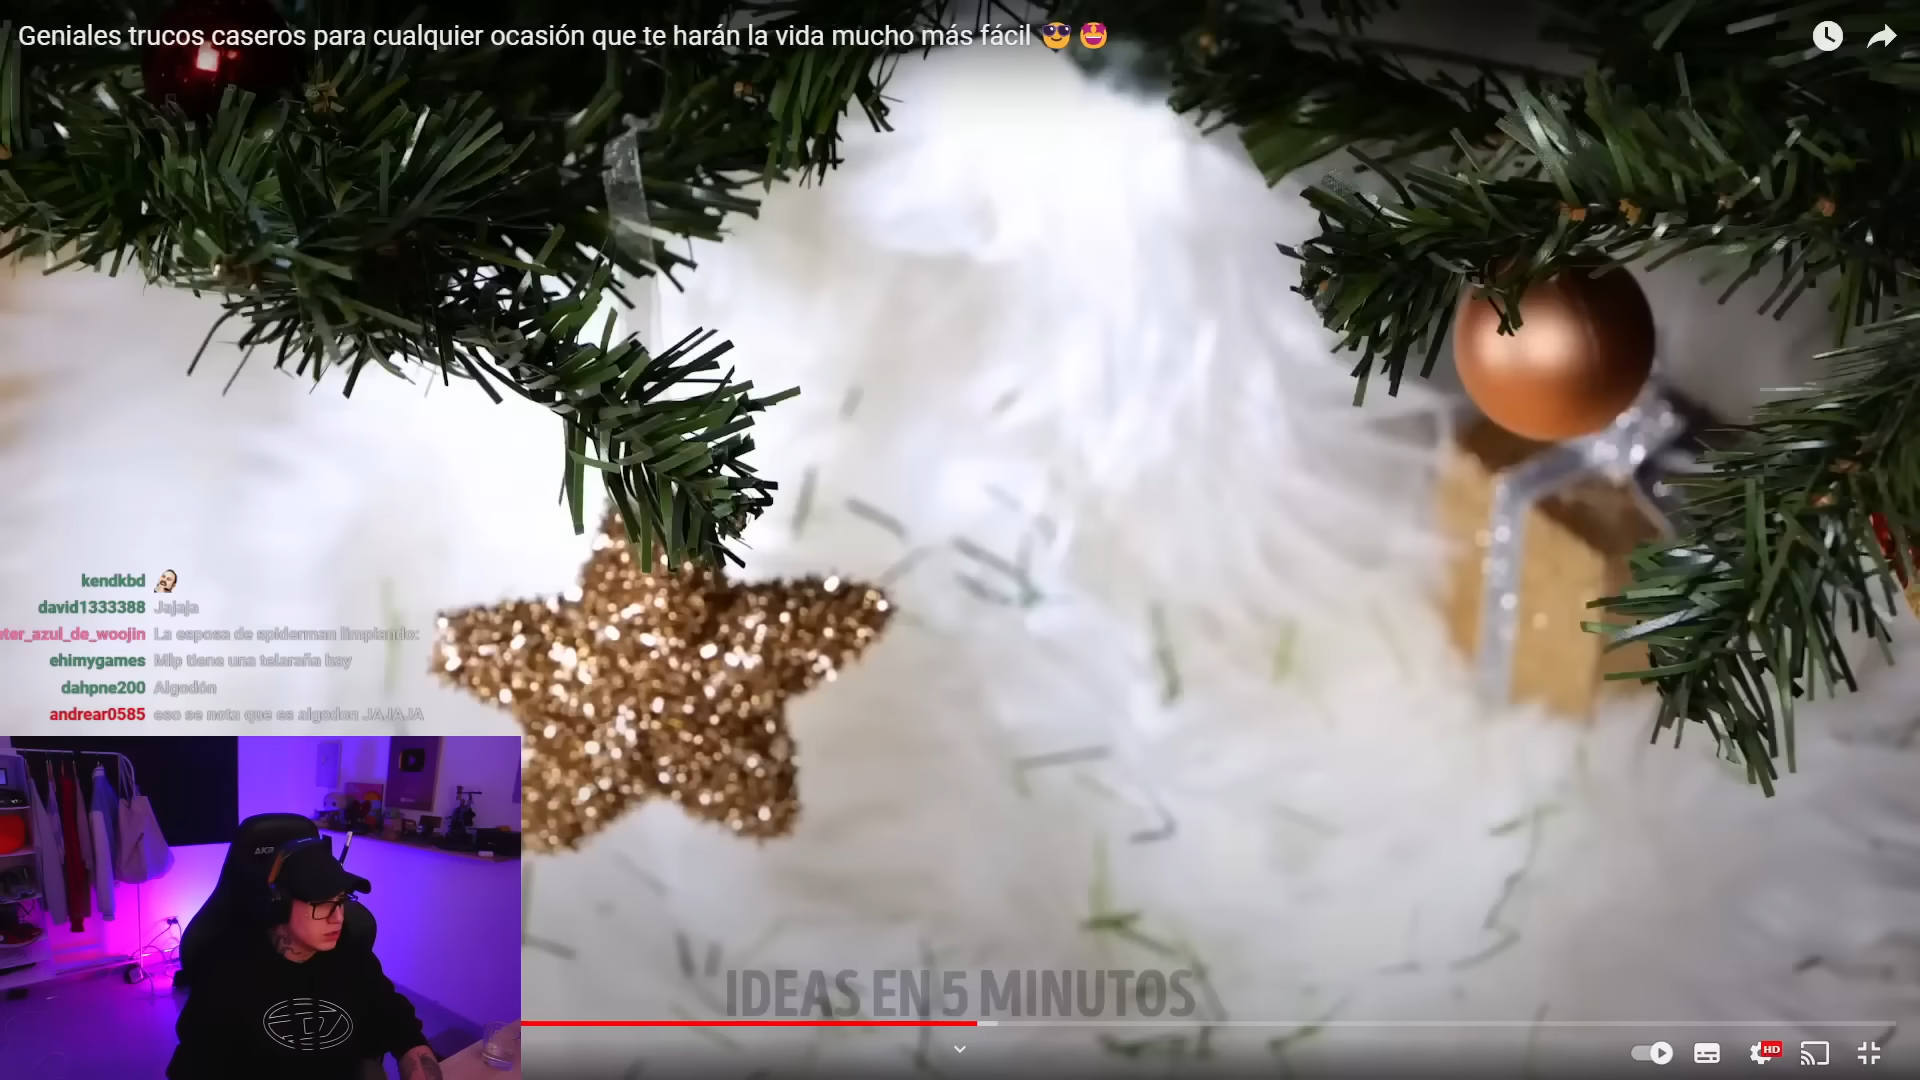 Geniales trucos caseros para cualquier ocasión que te harán la vida mucho más fácil 😎 🤩
kendkbd
david1333388 Jajaja
uter_azul_de_woojin La esposa de spiderman limpiando:
ehimygames Mlp tiene una telaraña hay
dahpne200 Algodón
andrear0585 eso se nota que es algodon JAJAJA
AKR
IDEAS EN 5 MINUTOS
HD